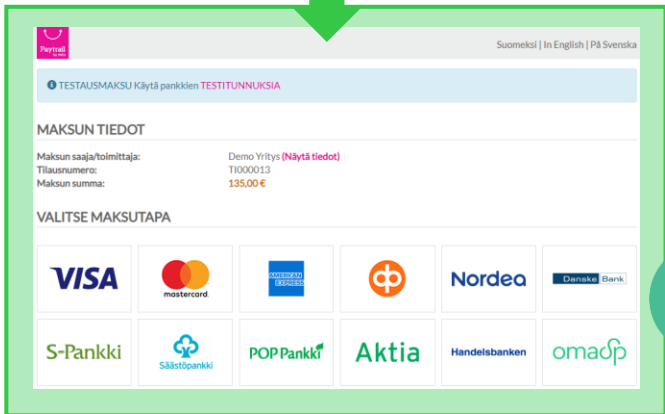 Paytrail
Suomeksi | In English | På Svenska
TESTAUSMAKSU Käytä pankkien TESTITUNNUKSIA
MAKSUN TIEDOT
Maksun saaja/toimittaja: Demo Yritys (Näytä tiedot)
Tilausnumero: TI000013
Maksun summa: 135,00 €
VALITSE MAKSUTAPA
VISA mastercard AMERICAN EXPRESS Nordea Danske Bank
S-Pankki Säästöpankki POP Pankki Aktia Handelsbanken omasp